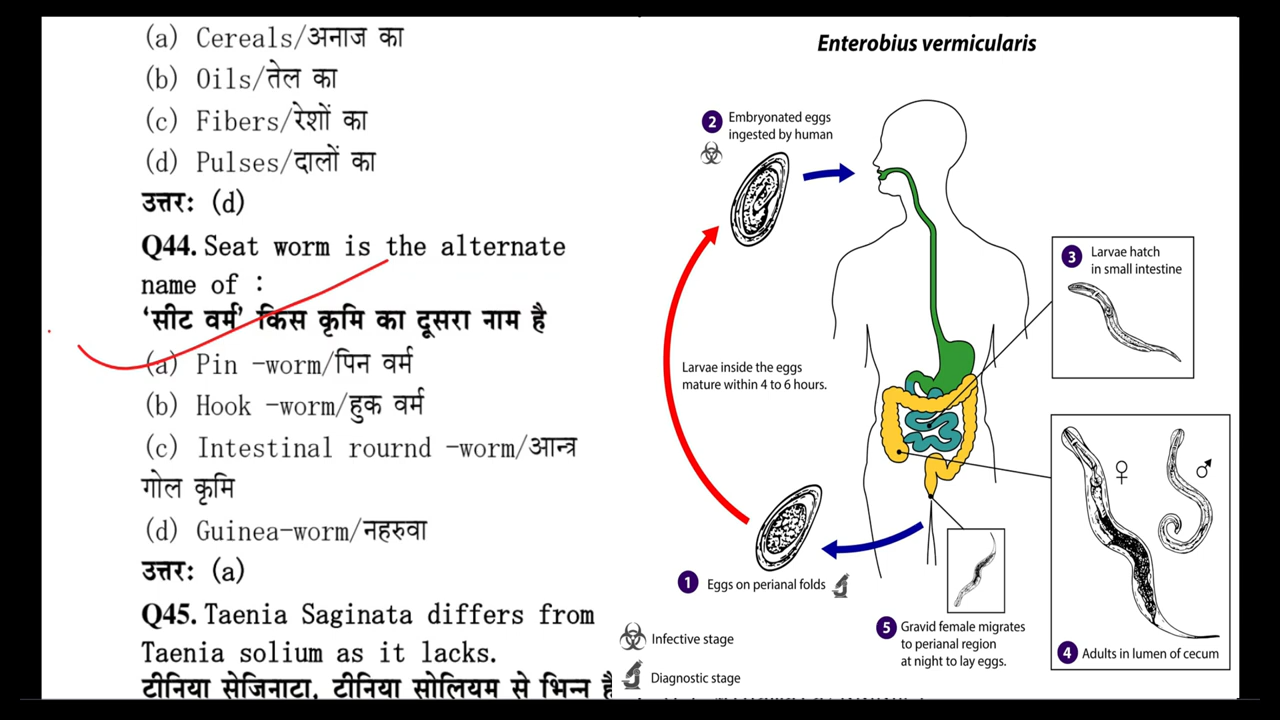 (a) Cereals/अनाज का
(b) Oils/तेल का
(c) Fibers/रेशों का
(d) Pulses/दालों का
उत्तरः (d)
Q44. Seat worm is the alternate
name of :
‘सीट वर्म’ किस कृमि का दूसरा नाम है
(a) Pin -worm/पिन वर्म
(b) Hook -worm/हुक वर्म
(c) Intestinal rournd -worm/आन्त्र
गोल कृमि
(d) Guinea-worm/नहरुवा
उत्तरः (a)
Q45. Taenia Saginata differs from
Taenia solium as it lacks.
टीनिया सेजिनाटा, टीनिया सोलियम से भिन्न है
Enterobius vermicularis
2 Embryonated eggs
ingested by human
3 Larvae hatch
in small intestine
Larvae inside the eggs
mature within 4 to 6 hours.
♀ ♂
1 Eggs on perianal folds
5 Gravid female migrates
to perianal region
at night to lay eggs.
4 Adults in lumen of cecum
Infective stage
Diagnostic stage